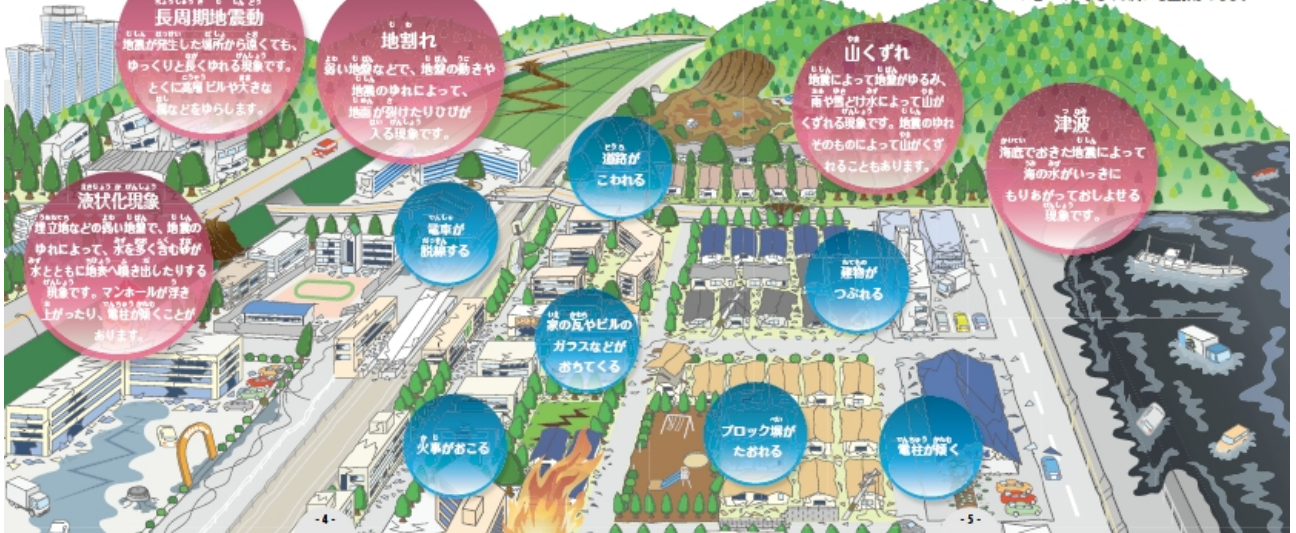 長周期地震動
地震が発生した場所から遠くても、
ゆっくりと長くゆれる現象です。
とくに高層ビルや大きな
橋などをゆらします。
地割れ
弱い地盤などで、地盤の動きや
地震のゆれによって、
地面が裂けたりひびが
入る現象です。
山くずれ
地震によって地盤がゆるみ、
雨や雪どけ水によって山が
くずれる現象です。地震のゆれ
そのものによって山がくず
れることもあります。
津波
海底でおきた地震によって
海の水がいっきに
もりあがっておしよせる
現象です。
液状化現象
埋立地などの弱い地盤で、地震の
ゆれによって、水を多く含む砂が
水とともに地表へ噴き出したりする
現象です。マンホールが浮き
上がったり、電柱が傾くことが
あります。
道路が
こわれる
電車が
脱線する
建物が
つぶれる
家の瓦やビルの
ガラスなどが
おちてくる
火事がおこる
ブロック塀が
たおれる
電柱が傾く
- 4 -
- 5 -